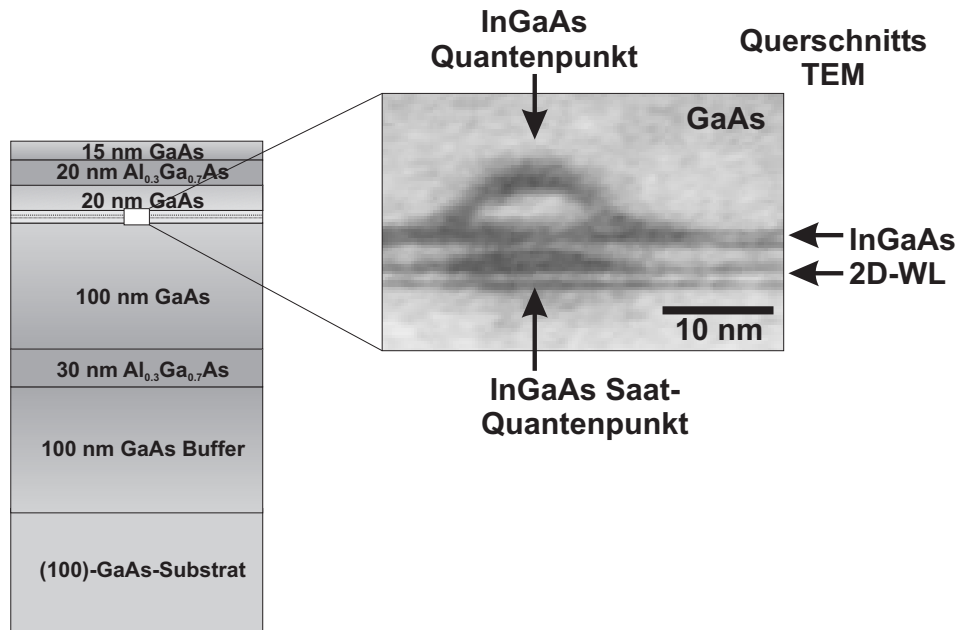 InGaAs
Quantenpunkt
Querschnitts
TEM
GaAs
15 nm GaAs
20 nm Al₀.₃Ga₀.₇As
20 nm GaAs
InGaAs
2D-WL
100 nm GaAs
10 nm
30 nm Al₀.₃Ga₀.₇As
InGaAs Saat-
Quantenpunkt
100 nm GaAs Buffer
(100)-GaAs-Substrat